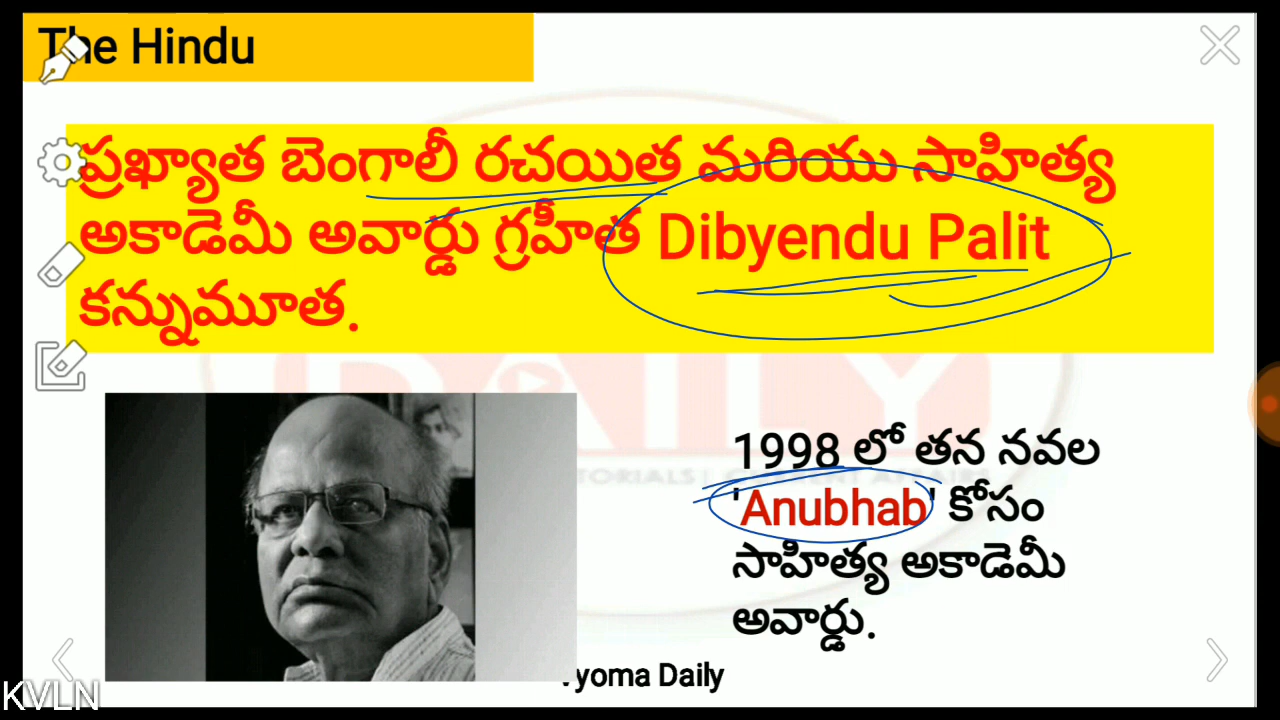 The Hindu
ప్రఖ్యాత బెంగాలీ రచయిత మరియు సాహిత్య
అకాడెమీ అవార్డు గ్రహీత Dibyendu Palit
కన్నుమూత.
1998 లో తన నవల
'Anubhab' కోసం
సాహిత్య అకాడెమీ
అవార్డు.
Daily
KVLN